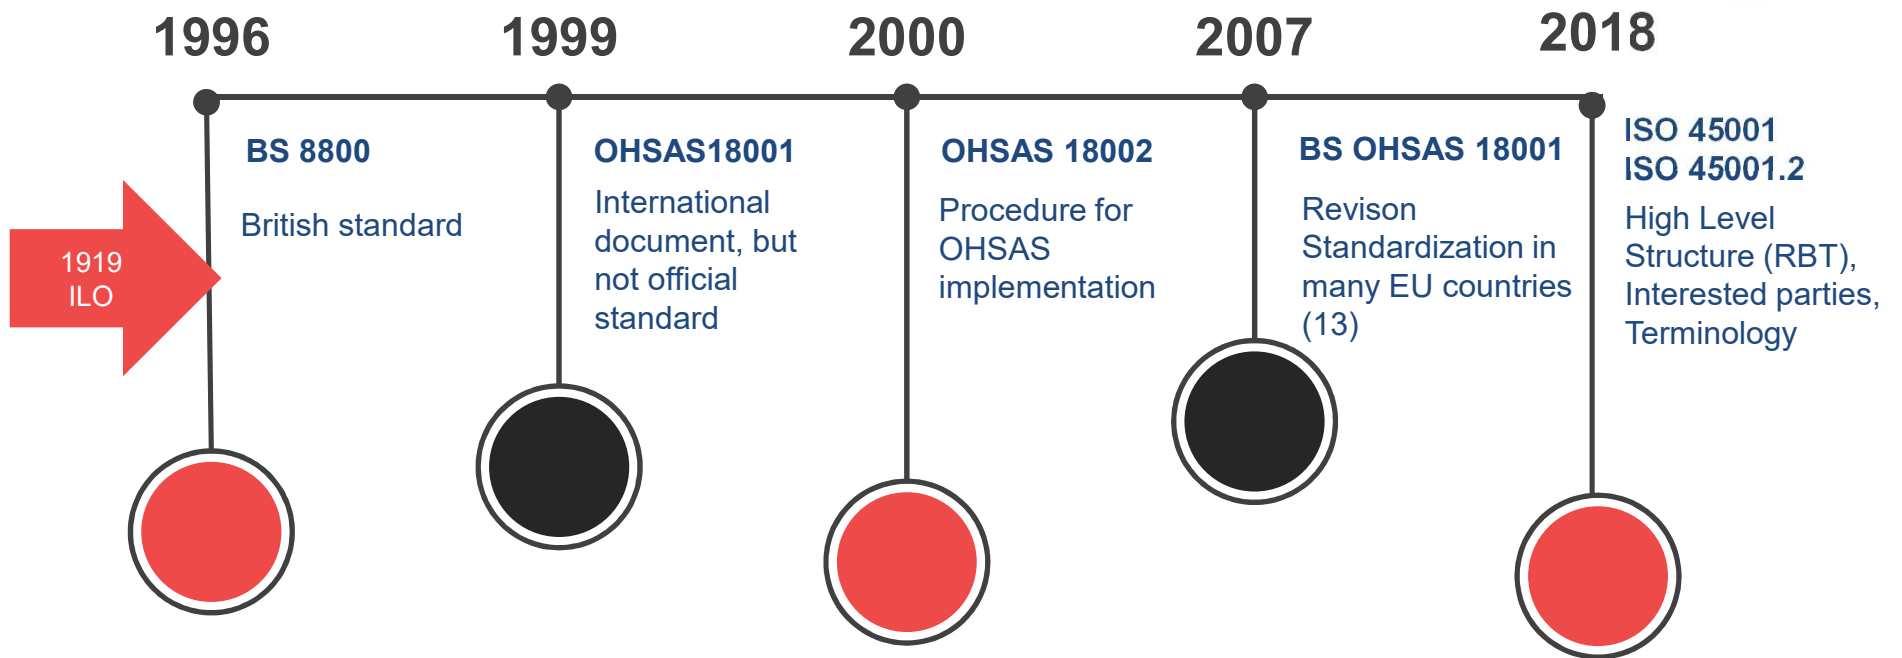 1996
1999
2000
2007
2018
1919
ILO
BS 8800
British standard
OHSAS18001
International
document, but
not official
standard
OHSAS 18002
Procedure for
OHSAS
implementation
BS OHSAS 18001
Revison
Standardization in
many EU countries
(13)
ISO 45001
ISO 45001.2
High Level
Structure (RBT),
Interested parties,
Terminology